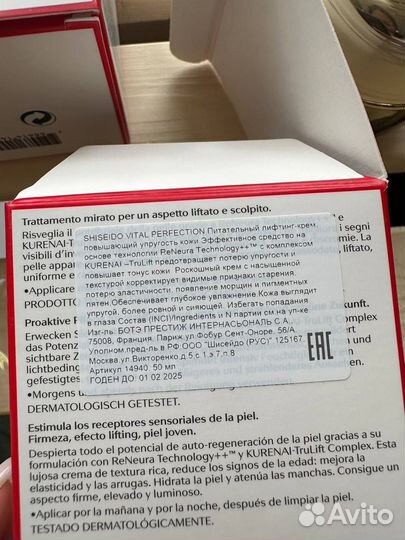 Trattamento mirato per un aspetto liftato e scolpito.
Risveglia il
KURENAI-T
visibili d'im
pelle appar
uniforme e
•Applicare
PRODOTTO
Proaktive F
Erwecken S
das Potenz
sichtbare Z
lichtbeding
gefestigtes
•Morgens u
DERMATOLOGISCH GETESTET.
SHISEIDO VITAL PERFECTION Питательный лифтинг-крем,
повышающий упругость кожи Эффективное средство на
основе технологии ReNeura Technology++™ с комплексом
KURENAI –TruLift предотвращает потерю упругости и
повышает тонус кожи. Роскошный крем с насыщенной
текстурой корректирует видимые признаки старения,
потерю эластичности, появление морщин и пигментных
пятен Обеспечивает глубокое увлажнение Кожа выглядит
упругой, более ровной и сияющей. Избегать попадания
в глаза Состав (INCI)/Ingredients и N партии см на уп-ке
Изг-ль: БОТЭ ПРЕСТИЖ ИНТЕРНАСЬОНАЛЬ С.А.,
75008, Франция, Париж,ул.Фобур Сент-Оноре, 56/А,
Уполном.пред-ль в РФ ООО "Шисейдо (РУС)" 125167,
Москва,ул.Викторенко д.5 с.1 э.7.п.8
Артикул 14940, 50 мл
ГОДЕН ДО: 01 02.2025
EAC
e
i segni
mie. La
liftato,
Zukunft.
TruLift Complex
Estimula los receptores sensoriales de la piel.
Firmeza, efecto lifting, piel joven.
Despierta todo el potencial de auto-regeneración de la piel gracias a su
formulación con ReNeura Technology++™ y KURENAI-TruLift Complex. Esta
lujosa crema de textura rica, reduce los signos de la edad: mejora la
elasticidad y las arrugas. Hidrata la piel y atenúa las manchas. Consigue un
aspecto firme, elevado y luminoso.
•Aplicar por la mañana y por la noche, después de limpiar la piel.
TESTADO DERMATOLÓGICAMENTE.
Avito